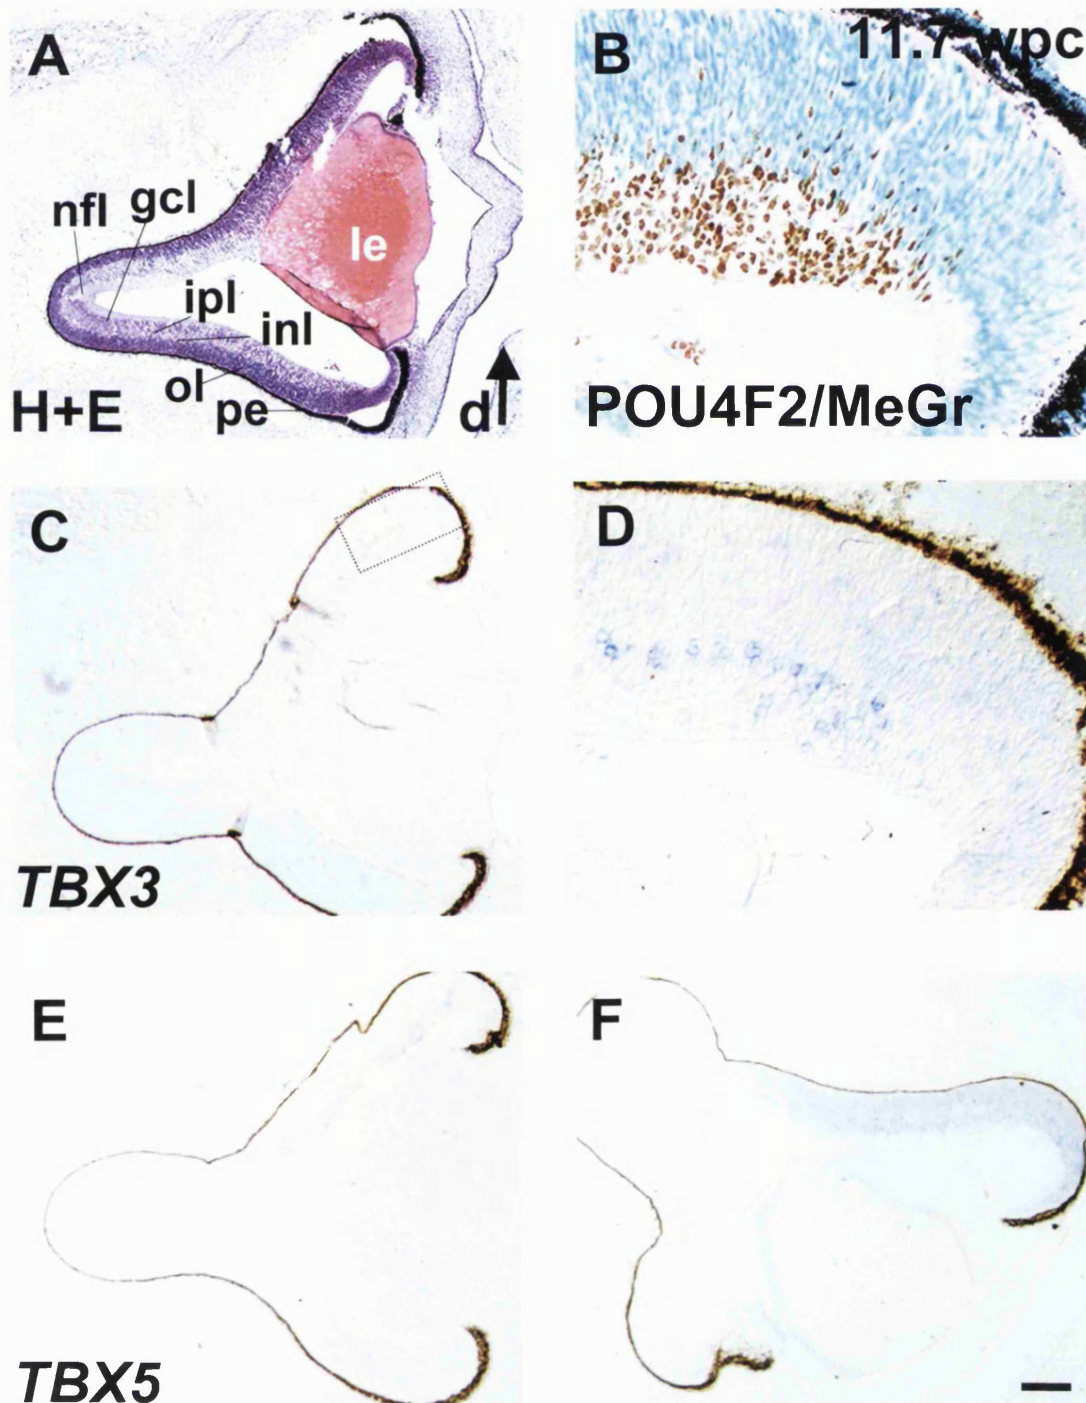 A
nfl
gcl
le
ipl
inl
ol
pe
d
H+E
B
11.7 wpc
POU4F2/MeGr
C
TBX3
D
E
TBX5
F